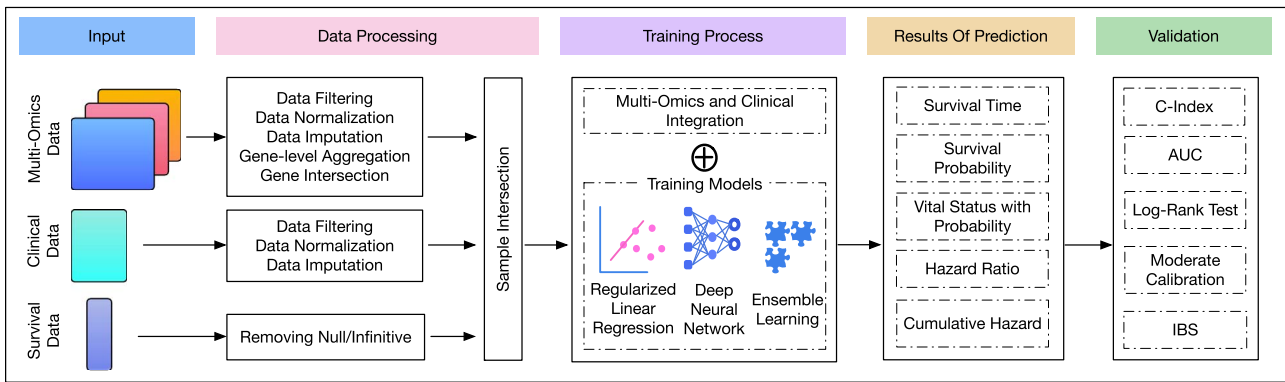 Input
Data Processing
Training Process
Results Of Prediction
Validation
Multi-Omics
Data
Data Filtering
Data Normalization
Data Imputation
Gene-level Aggregation
Gene Intersection
Clinical
Data
Data Filtering
Data Normalization
Data Imputation
Survival
Data
Removing Null/Infinitive
Sample Intersection
Multi-Omics and Clinical
Integration
Training Models
Regularized
Linear
Regression
Deep
Neural
Network
Ensemble
Learning
Survival Time
Survival
Probability
Vital Status with
Probability
Hazard Ratio
Cumulative Hazard
C-Index
AUC
Log-Rank Test
Moderate
Calibration
IBS